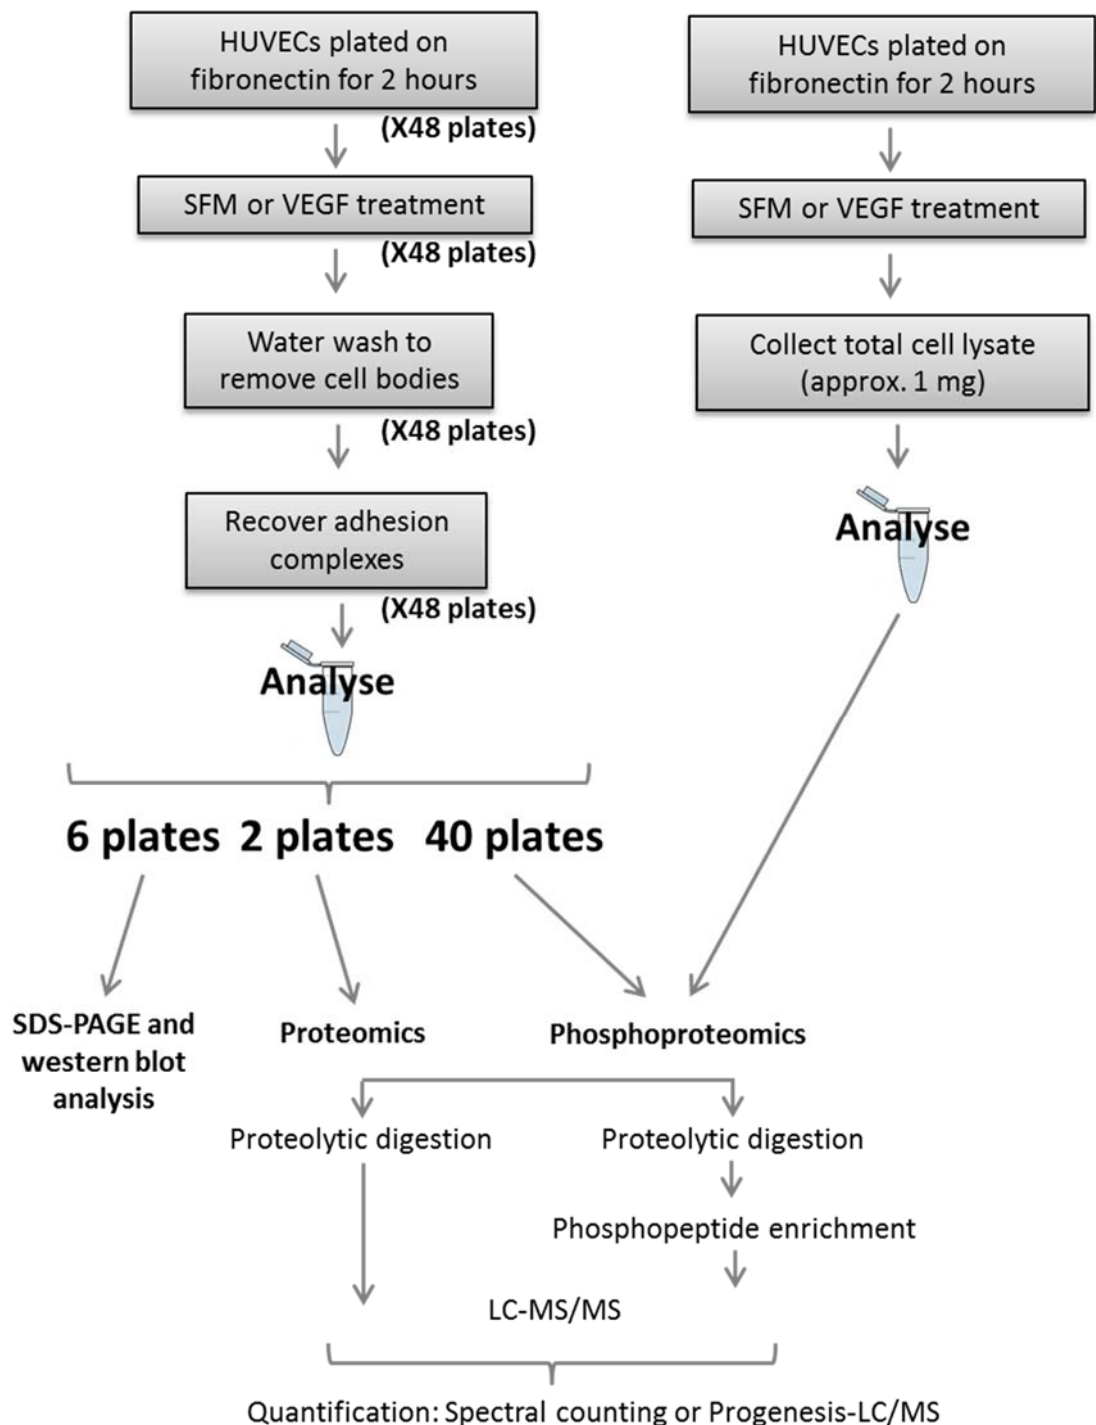 HUVECs plated on
fibronectin for 2 hours
(X48 plates)
SFM or VEGF treatment
(X48 plates)
Water wash to
remove cell bodies
(X48 plates)
Recover adhesion
complexes
(X48 plates)
Analyse
HUVECs plated on
fibronectin for 2 hours
SFM or VEGF treatment
Collect total cell lysate
(approx. 1 mg)
Analyse
6 plates 2 plates 40 plates
SDS-PAGE and
western blot
analysis
Proteomics
Phosphoproteomics
Proteolytic digestion
Proteolytic digestion
Phosphopeptide enrichment
LC-MS/MS
Quantification: Spectral counting or Progenesis-LC/MS